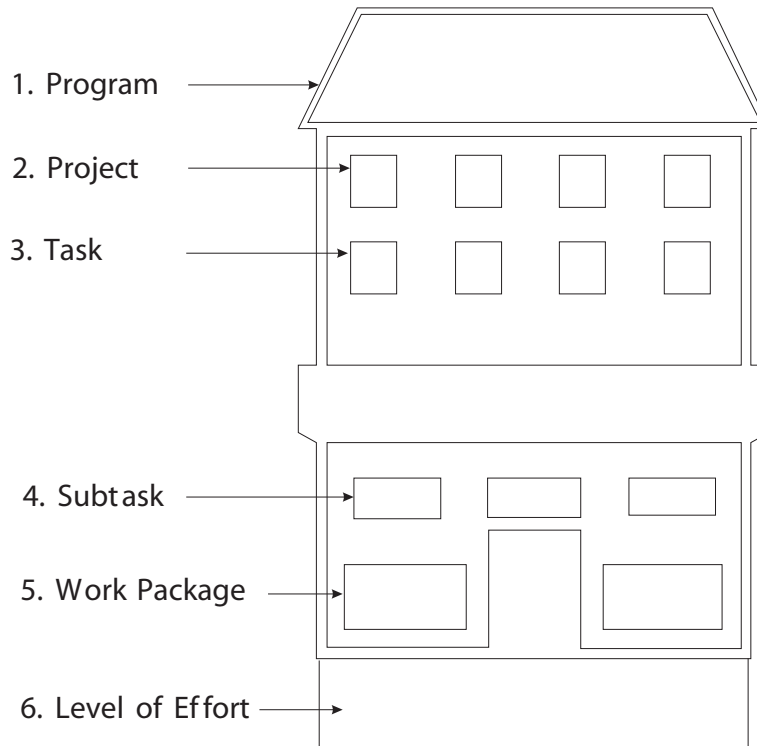 1. Program
2. Project
3. Task
4. Subtask
5. Work Package
6. Level of Effort